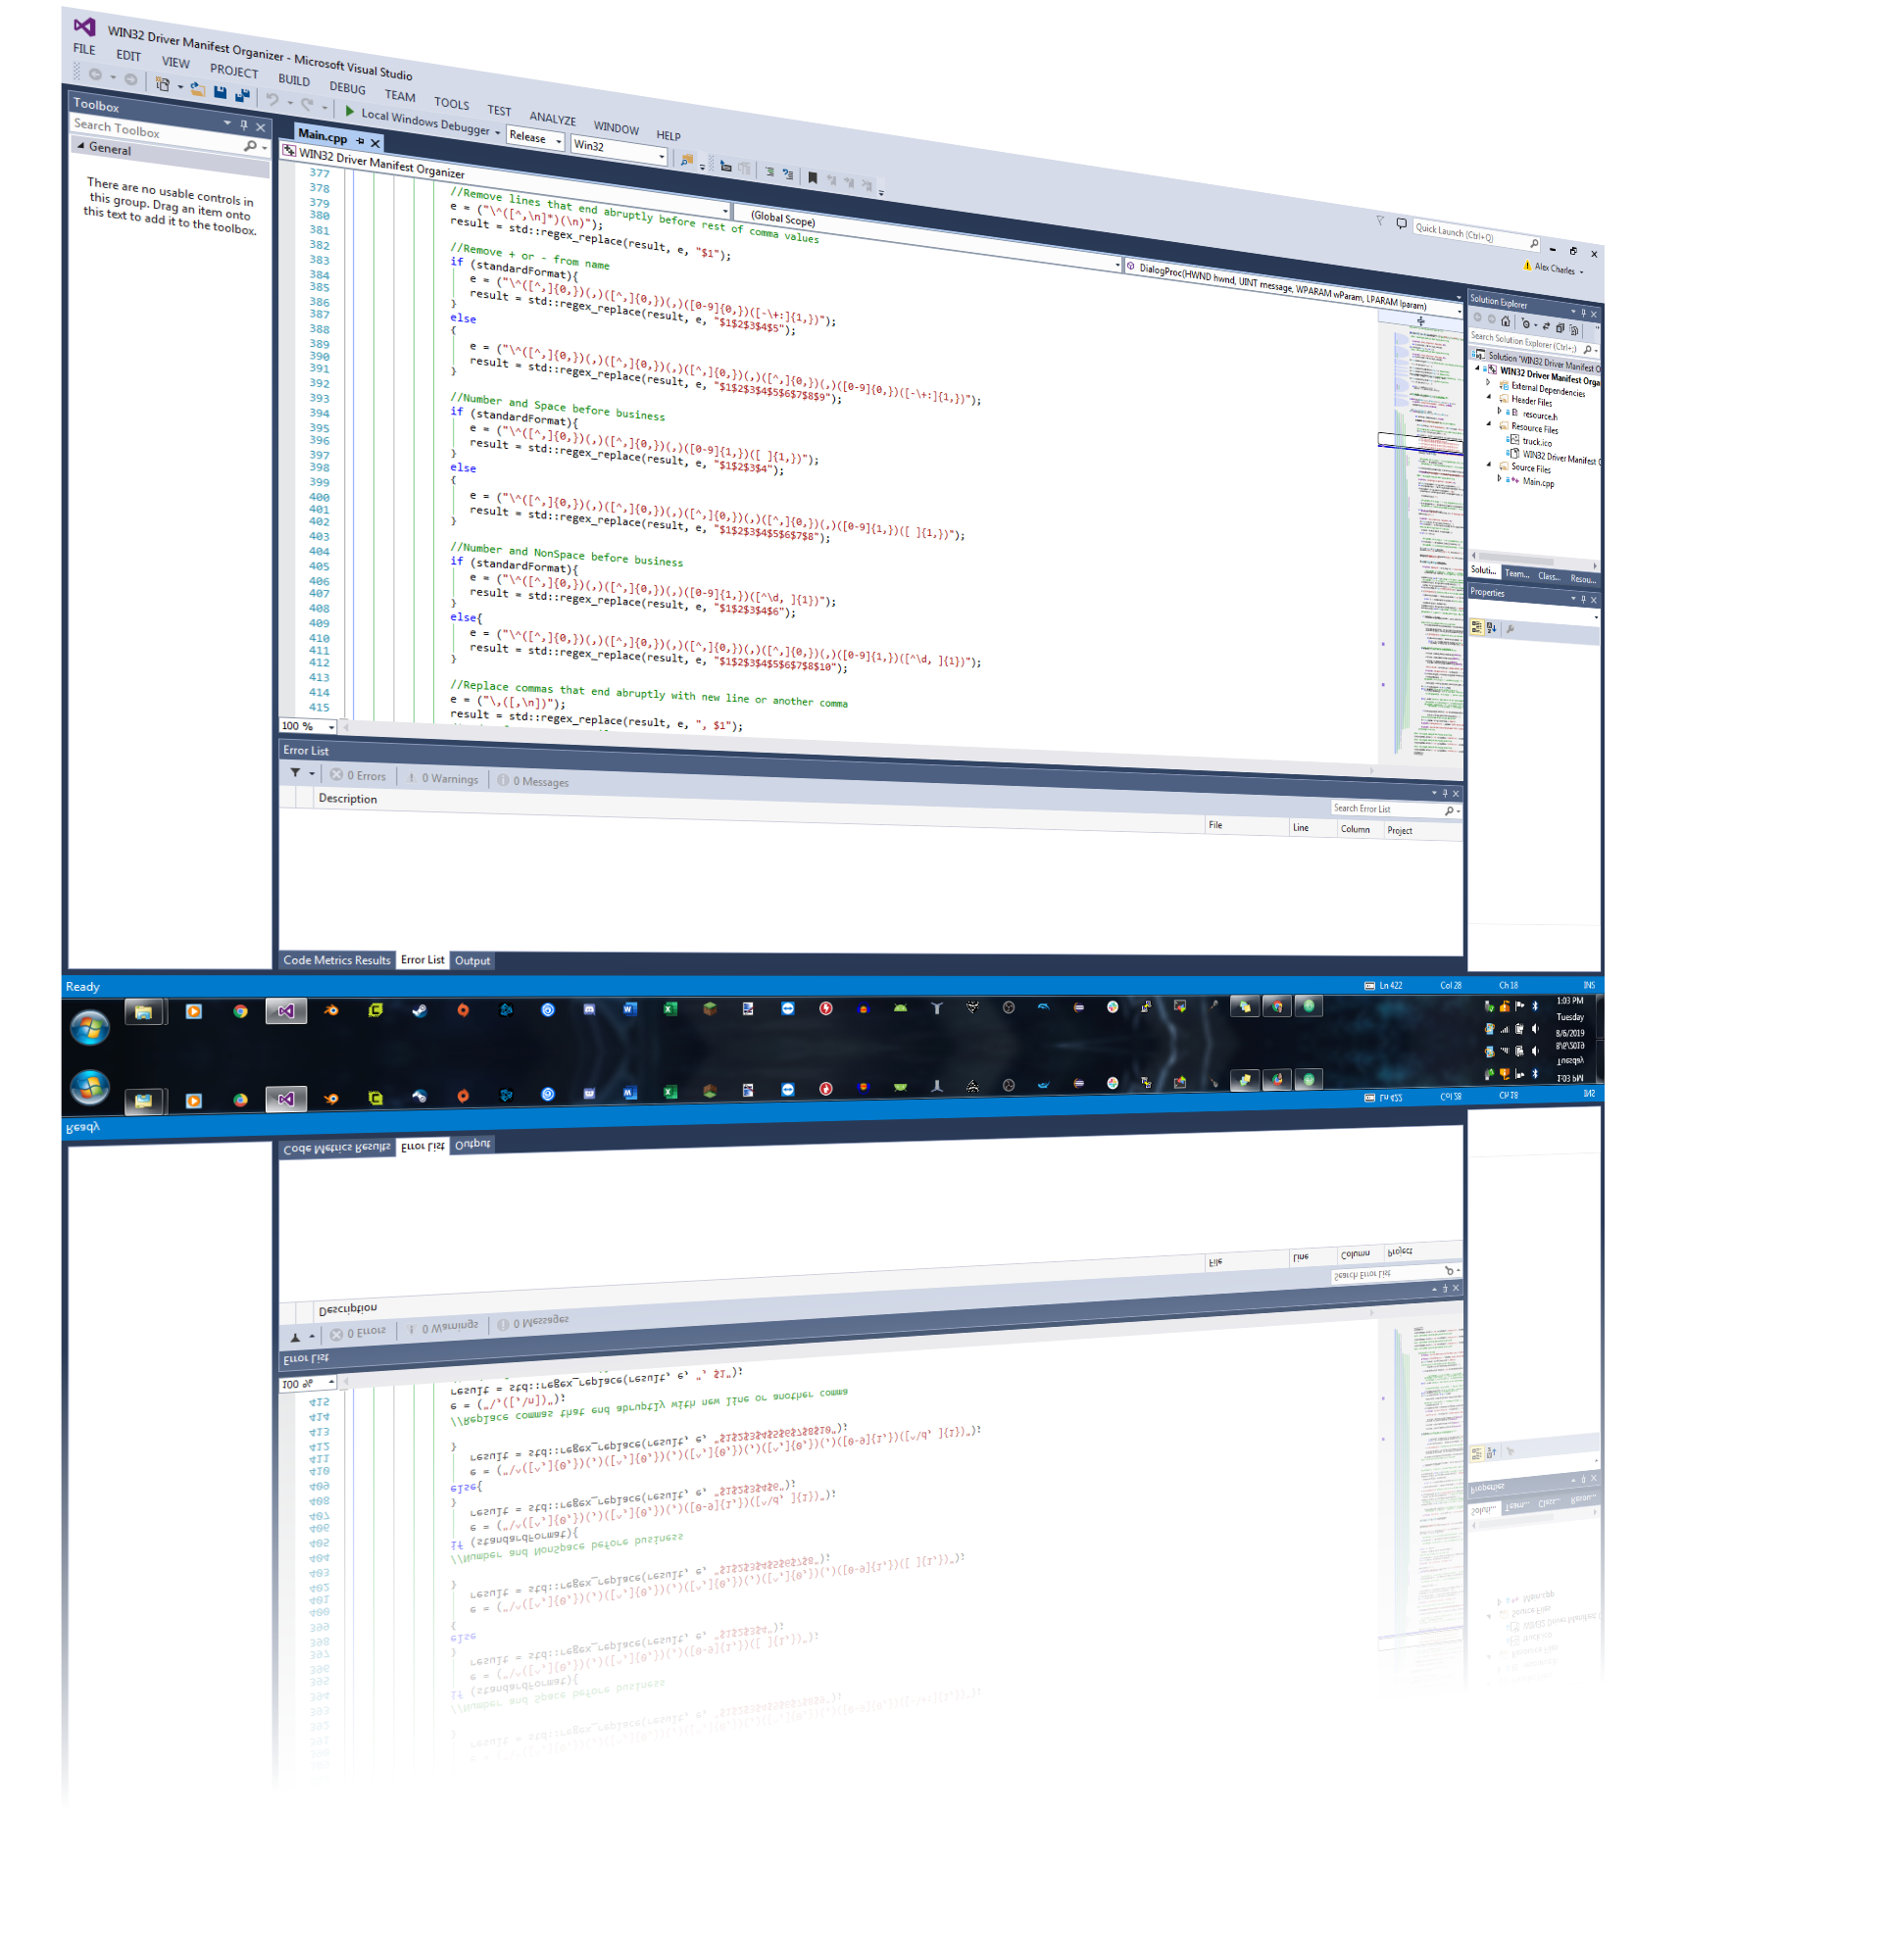 WIN32 Driver Manifest Organizer - Microsoft Visual Studio
FILE EDIT VIEW PROJECT BUILD DEBUG TEAM TOOLS TEST ANALYZE WINDOW HELP
Quick Launch (Ctrl+Q)
Alex Charles
Local Windows Debugger Release Win32
Toolbox
Search Toolbox
General
There are no usable controls in
this group. Drag an item onto
this text to add it to the toolbox.
Main.cpp
WIN32 Driver Manifest Organizer
(Global Scope)
DialogProc(HWND hwnd, UINT message, WPARAM wParam, LPARAM lparam)
377
378 //Remove lines that end abruptly before rest of comma values
379 e = ("\^([^,\n]*)(\n)");
380 result = std::regex_replace(result, e, "$1");
381
382 //Remove + or - from name
383 if (standardFormat){
384 e = ("\^([^,]{0,})(,)([^,]{0,})(,)([0-9]{0,})([-\+:]{1,})");
385 result = std::regex_replace(result, e, "$1$2$3$4$5");
386 }
387 else
388 {
389 e = ("\^([^,]{0,})(,)([^,]{0,})(,)([^,]{0,})(,)([^,]{0,})(,)([0-9]{0,})([-\+:]{1,})");
390 result = std::regex_replace(result, e, "$1$2$3$4$5$6$7$8$9");
391 }
392
393 //Number and Space before business
394 if (standardFormat){
395 e = ("\^([^,]{0,})(,)([^,]{0,})(,)([0-9]{1,})([ ]{1,})");
396 result = std::regex_replace(result, e, "$1$2$3$4");
397 }
398 else
399 {
400 e = ("\^([^,]{0,})(,)([^,]{0,})(,)([^,]{0,})(,)([^,]{0,})(,)([0-9]{1,})([ ]{1,})");
401 result = std::regex_replace(result, e, "$1$2$3$4$5$6$7$8");
402 }
403
404 //Number and NonSpace before business
405 if (standardFormat){
406 e = ("\^([^,]{0,})(,)([^,]{0,})(,)([0-9]{1,})([^\d, ]{1})");
407 result = std::regex_replace(result, e, "$1$2$3$4$6");
408 }
409 else{
410 e = ("\^([^,]{0,})(,)([^,]{0,})(,)([^,]{0,})(,)([^,]{0,})(,)([0-9]{1,})([^\d, ]{1})");
411 result = std::regex_replace(result, e, "$1$2$3$4$5$6$7$8$10");
412 }
413
414 //Replace commas that end abruptly with new line or another comma
415 e = ("\,([,\n])");
result = std::regex_replace(result, e, ", $1");
100 %
Solution Explorer
Search Solution Explorer (Ctrl+;)
Solution 'WIN32 Driver Manifest O
WIN32 Driver Manifest Orga
External Dependencies
Header Files
resource.h
Resource Files
truck.ico
WIN32 Driver Manifest O
Source Files
Main.cpp
Soluti... Team... Class... Resou...
Properties
Error List
0 Errors 0 Warnings 0 Messages
Search Error List
Description File Line Column Project
Code Metrics Results Error List Output
Ready Ln 422 Col 28 Ch 18 INS
1:03 PM
Tuesday
8/6/2019